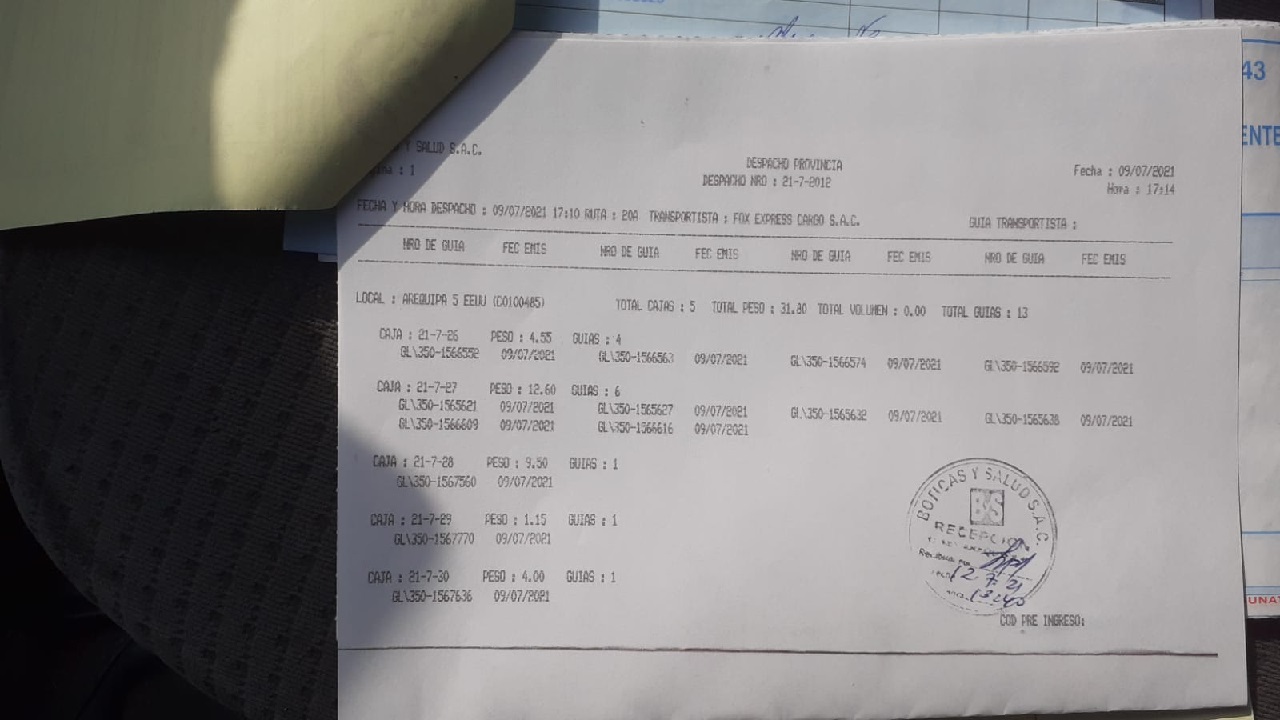 Y SALUD S.A.C.
: 1
DESPACHO PROVINCIA
DESPACHO NRO : 21-7-2012
Fecha : 09/07/2021
Hora : 17:14
FECHA Y HORA DESPACHO : 09/07/2021 17:10 RUTA : 20A TRANSPORTISTA : FOX EXPRESS CARGO S.A.C. GUIA TRANSPORTISTA :
NRO DE GUIA FEC EMIS NRO DE GUIA FEC EMIS NRO DE GUIA FEC EMIS NRO DE GUIA FEC EMIS
LOCAL : AREQUIPA 5 EEUU (C0100485) TOTAL CAJAS : 5 TOTAL PESO : 31.80 TOTAL VOLUMEN : 0.00 TOTAL GUIAS : 13
CAJA : 21-7-26 PESO : 4.55 GUIAS : 4
GL\350-1566552 09/07/2021 GL\350-1566563 09/07/2021 GL\350-1566574 09/07/2021 GL\350-1566592 09/07/2021
CAJA : 21-7-27 PESO : 12.60 GUIAS : 6
GL\350-1565621 09/07/2021 GL\350-1565627 09/07/2021 GL\350-1565632 09/07/2021 GL\350-1565638 09/07/2021
GL\350-1566609 09/07/2021 GL\350-1566616 09/07/2021
CAJA : 21-7-28 PESO : 9.50 GUIAS : 1
GL\350-1567560 09/07/2021
CAJA : 21-7-29 PESO : 1.15 GUIAS : 1
GL\350-1567770 09/07/2021
CAJA : 21-7-30 PESO : 4.00 GUIAS : 1
GL\350-1567636 09/07/2021
BOTICAS Y SALUD S.A.C.
BS
RECEPCION
12-7-21
13:40
COD PRE INGRESO:
43
ENTE
UNA